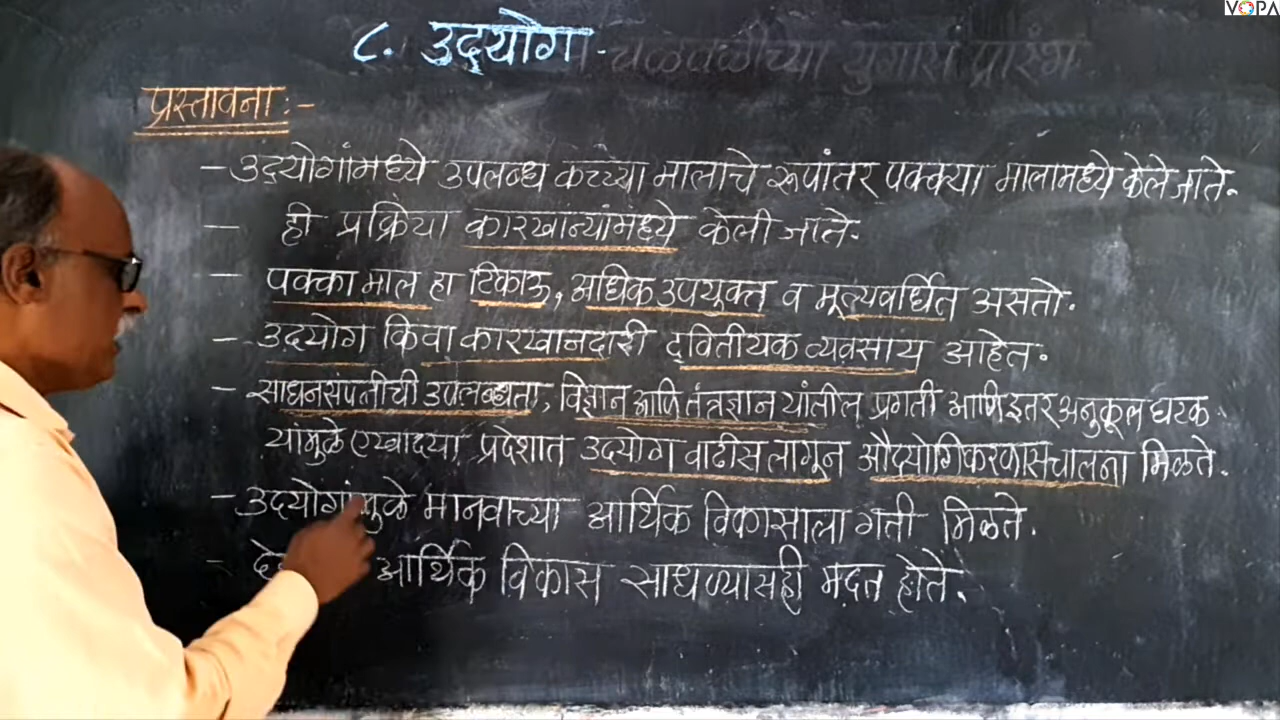 VOPA
८. उद्योग -
चळवळीच्या युगास प्रारंभ
प्रस्तावना :-
- उद्योगांमध्ये उपलब्ध कच्च्या मालाचे रूपांतर पक्क्या मालामध्ये केले जाते.
- ही प्रक्रिया कारखान्यांमध्ये केली जाते.
- पक्का माल हा टिकाऊ, अधिक उपयुक्त व मूल्यवर्धित असतो.
- उद्योग किंवा कारखानदारी द्वितीयक व्यवसाय आहेत.
- साधनसंपत्तीची उपलब्धता, विज्ञान आणि तंत्रज्ञान यांतील प्रगती आणि इतर अनुकूल घटक
यांमुळे एखाद्या प्रदेशात उद्योग वाढीस लागून औद्योगिकरणास चालना मिळते.
- उद्योगांमुळे मानवाच्या आर्थिक विकासाला गती मिळते.
- आर्थिक विकास साधण्यासही मदत होते.